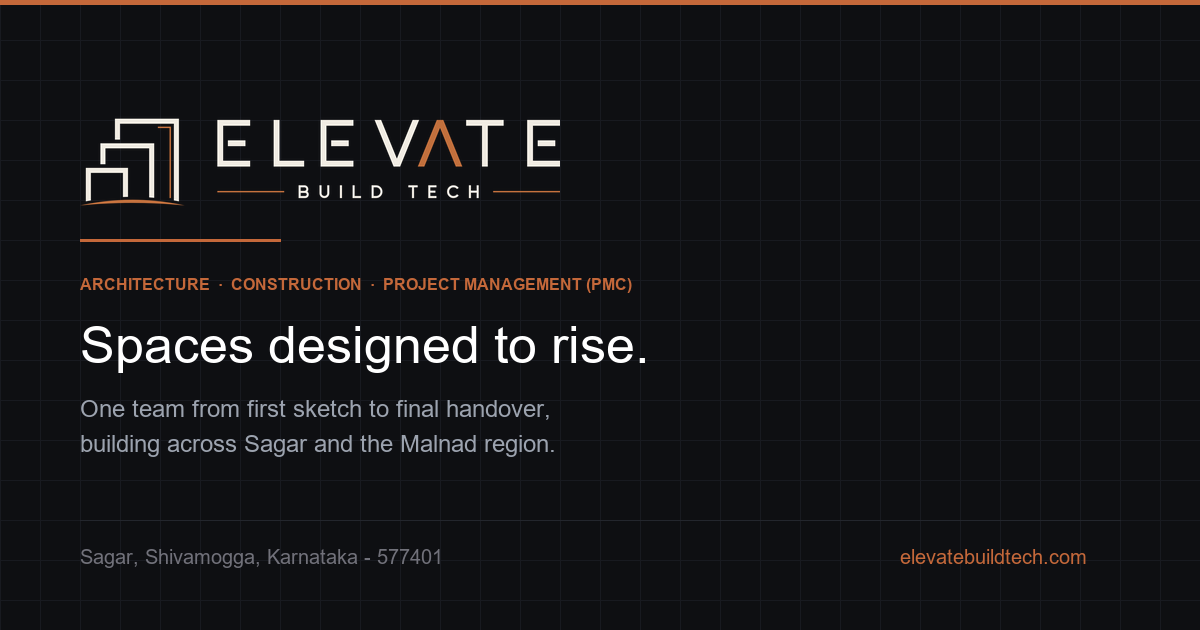 ELEVATE
BUILD TECH
ARCHITECTURE · CONSTRUCTION · PROJECT MANAGEMENT (PMC)
Spaces designed to rise.
One team from first sketch to final handover,
building across Sagar and the Malnad region.
Sagar, Shivamogga, Karnataka - 577401
elevatebuildtech.com